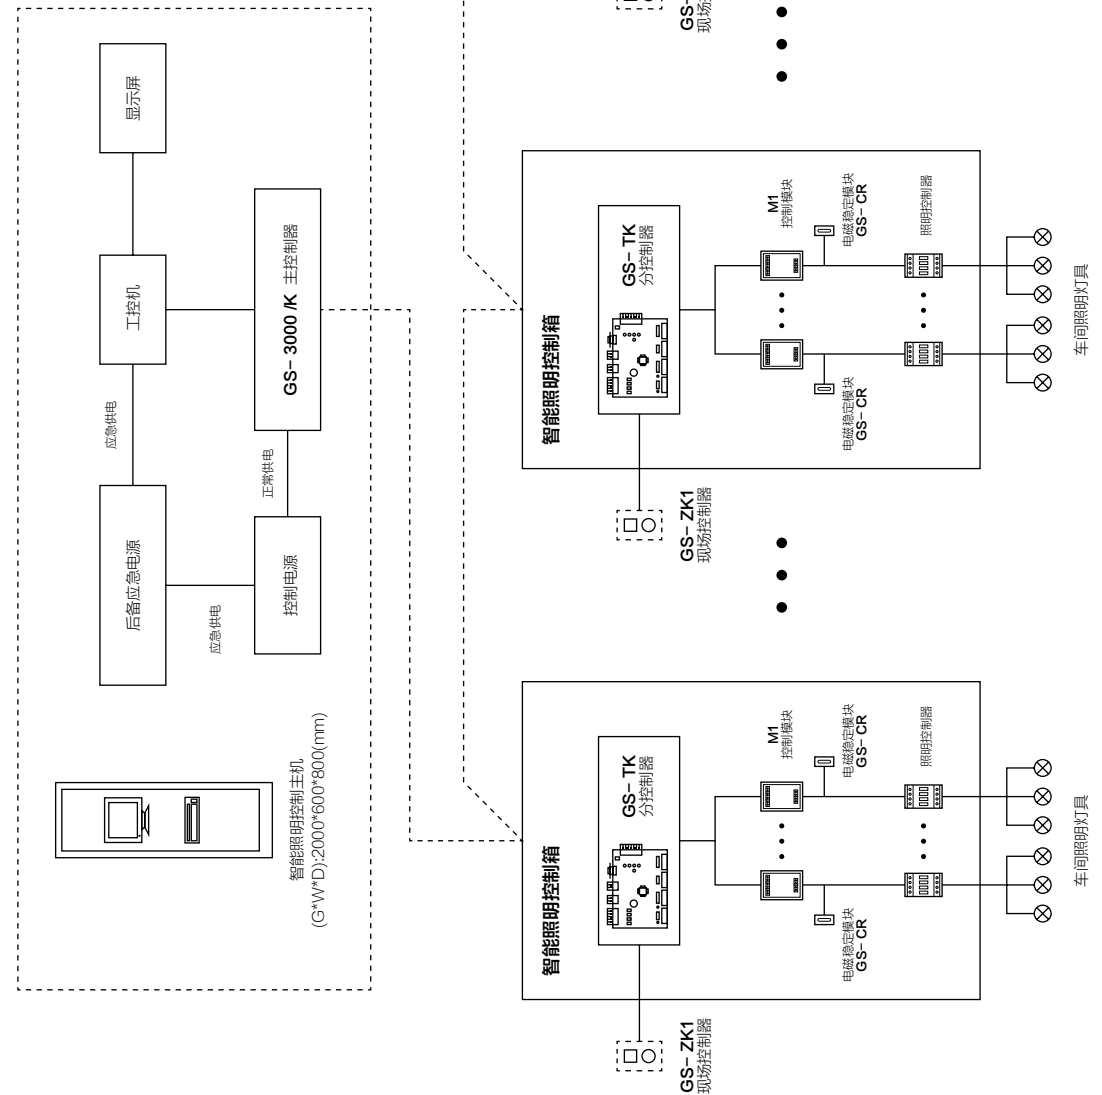 智能照明控制主机
(G*W*D):2000*600*800(mm)
后备应急电源
应急供电
工控机
显示屏
应急供电
控制电源
正常供电
GS- 3000 /K 主控制器
智能照明控制箱
GS- ZK1
现场控制器
GS- TK
分控制器
M1
控制模块
电磁稳定模块
GS- CR
电磁稳定模块
GS- CR
照明控制器
车间照明灯具
智能照明控制箱
GS- ZK1
现场控制器
GS- TK
分控制器
M1
控制模块
电磁稳定模块
GS- CR
电磁稳定模块
GS- CR
照明控制器
车间照明灯具
GS-
现场